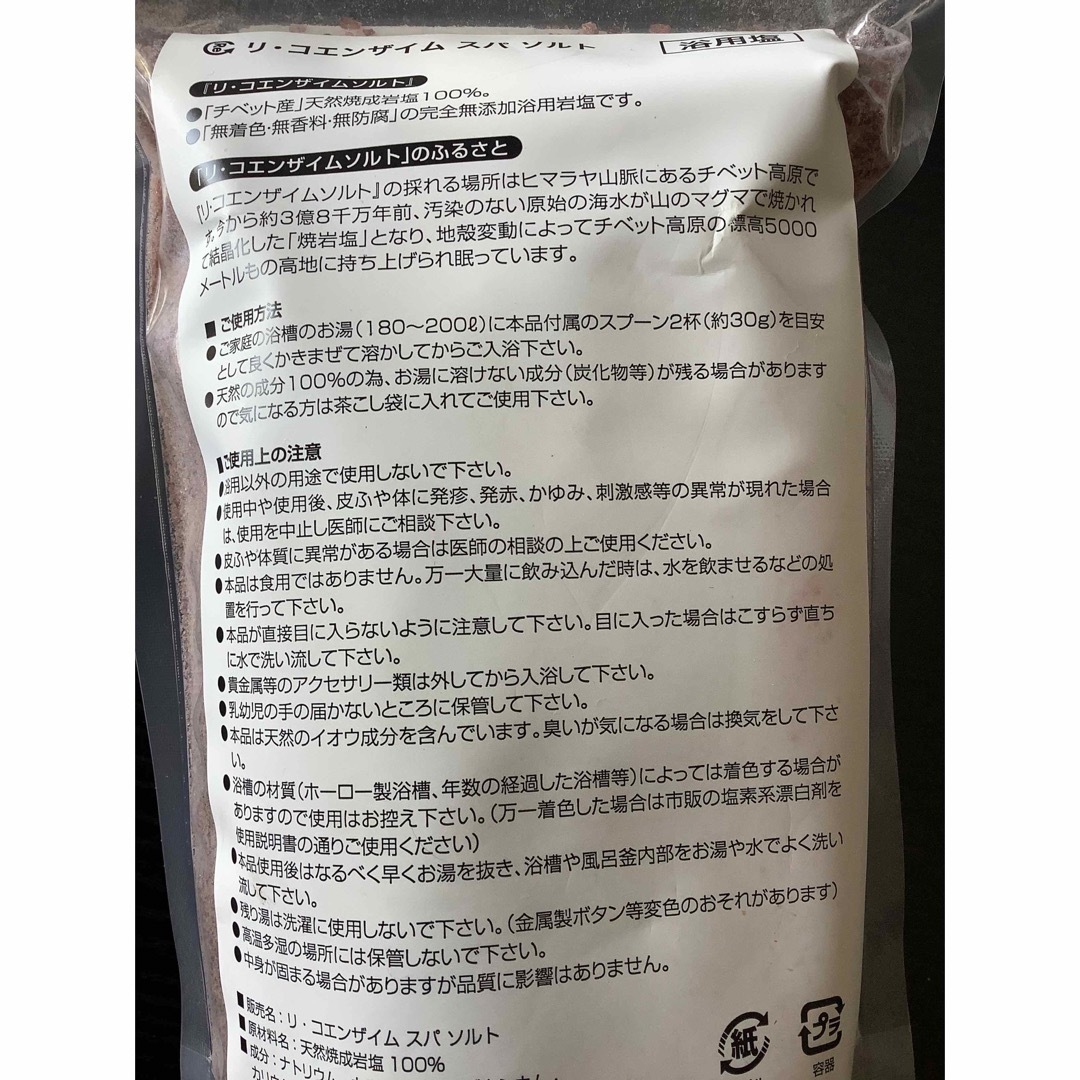 リ・コエンザイム スパ ソルト
浴用塩
『リ・コエンザイムソルト』
●「チベット産」天然焼成岩塩100%。
●「無着色・無香料・無防腐」の完全無添加浴用岩塩です。
「リ・コエンザイムソルト」のふるさと
『リ・コエンザイムソルト』の採れる場所はヒマラヤ山脈にあるチベット高原で
す。今から約3億8千万年前、汚染のない原始の海水が山のマグマで焼かれ
て結晶化した「焼岩塩」となり、地殻変動によってチベット高原の標高5000
メートルもの高地に持ち上げられ眠っています。
■ ご使用方法
● ご家庭の浴槽のお湯(180〜200ℓ)に本品付属のスプーン2杯(約30g)を目安
として良くかきまぜて溶かしてからご入浴下さい。
● 天然の成分100%の為、お湯に溶けない成分(炭化物等)が残る場合があります
ので気になる方は茶こし袋に入れてご使用下さい。
■ご使用上の注意
●浴用以外の用途で使用しないで下さい。
●使用中や使用後、皮ふや体に発疹、発赤、かゆみ、刺激感等の異常が現れた場合
は、使用を中止し医師にご相談下さい。
●皮ふや体質に異常がある場合は医師の相談の上ご使用ください。
●本品は食用ではありません。万一大量に飲み込んだ時は、水を飲ませるなどの処
置を行って下さい。
●本品が直接目に入らないように注意して下さい。目に入った場合はこすらず直ち
に水で洗い流して下さい。
●貴金属等のアクセサリー類は外してから入浴して下さい。
●乳幼児の手の届かないところに保管して下さい。
●本品は天然のイオウ成分を含んでいます。臭いが気になる場合は換気をして下さ
い。
●浴槽の材質(ホーロー製浴槽、年数の経過した浴槽等)によっては着色する場合が
ありますので使用はお控え下さい。(万一着色した場合は市販の塩素系漂白剤を
使用説明書の通りご使用ください)
●本品使用後はなるべく早くお湯を抜き、浴槽や風呂釜内部をお湯や水でよく洗い
流して下さい。
●残り湯は洗濯に使用しないで下さい。(金属製ボタン等変色のおそれがあります)
●高温多湿の場所には保管しないで下さい。
●中身が固まる場合がありますが品質に影響はありません。
■販売名:リ・コエンザイム スパ ソルト
■原材料名:天然焼成岩塩 100%
■成分:ナトリウム、
紙
プラ
容器